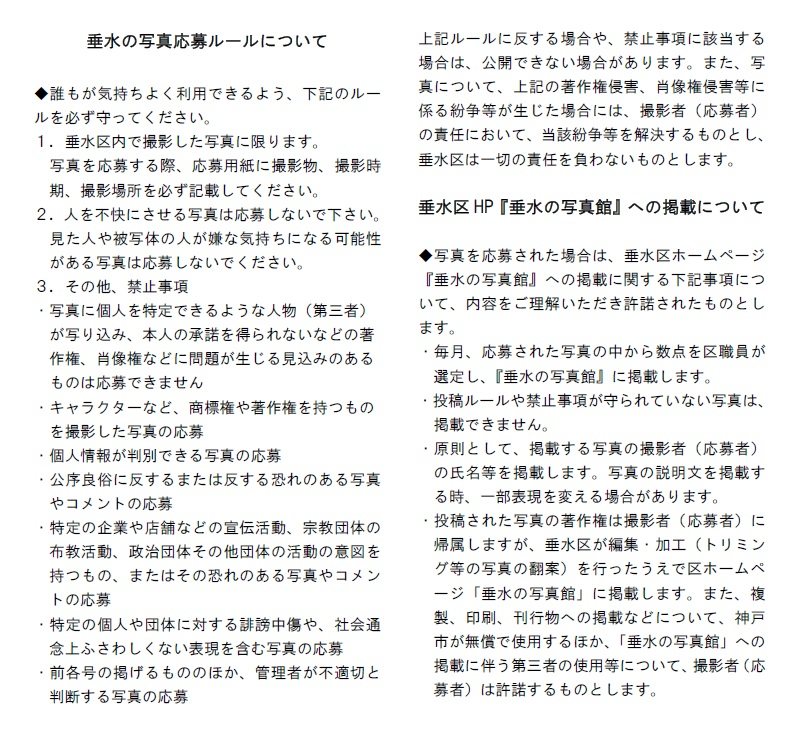 垂水の写真応募ルールについて
◆誰もが気持ちよく利用できるよう、下記のルー
ルを必ず守ってください。
１．垂水区内で撮影した写真に限ります。
写真を応募する際、応募用紙に撮影物、撮影時
期、撮影場所を必ず記載してください。
２．人を不快にさせる写真は応募しないで下さい。
見た人や被写体の人が嫌な気持ちになる可能性
がある写真は応募しないでください。
３．その他、禁止事項
・写真に個人を特定できるような人物（第三者）
が写り込み、本人の承諾を得られないなどの著
作権、肖像権などに問題が生じる見込みのある
ものは応募できません
・キャラクターなど、商標権や著作権を持つもの
を撮影した写真の応募
・個人情報が判別できる写真の応募
・公序良俗に反するまたは反する恐れのある写真
やコメントの応募
・特定の企業や店舗などの宣伝活動、宗教団体の
布教活動、政治団体その他団体の活動の意図を
持つもの、またはその恐れのある写真やコメン
トの応募
・特定の個人や団体に対する誹謗中傷や、社会通
念上ふさわしくない表現を含む写真の応募
・前各号の掲げるもののほか、管理者が不適切と
判断する写真の応募
上記ルールに反する場合や、禁止事項に該当する
場合は、公開できない場合があります。また、写
真について、上記の著作権侵害、肖像権侵害等に
係る紛争等が生じた場合には、撮影者（応募者）
の責任において、当該紛争等を解決するものとし、
垂水区は一切の責任を負わないものとします。
垂水区 HP『垂水の写真館』への掲載について
◆写真を応募された場合は、垂水区ホームページ
『垂水の写真館』への掲載に関する下記事項につ
いて、内容をご理解いただき許諾されたものとし
ます。
・毎月、応募された写真の中から数点を区職員が
選定し、『垂水の写真館』に掲載します。
・投稿ルールや禁止事項が守られていない写真は、
掲載できません。
・原則として、掲載する写真の撮影者（応募者）
の氏名等を掲載します。写真の説明文を掲載す
る時、一部表現を変える場合があります。
・投稿された写真の著作権は撮影者（応募者）に
帰属しますが、垂水区が編集・加工（トリミン
グ等の写真の翻案）を行ったうえで区ホームペ
ージ「垂水の写真館」に掲載します。また、複
製、印刷、刊行物への掲載などについて、神戸
市が無償で使用するほか、「垂水の写真館」への
掲載に伴う第三者の使用等について、撮影者（応
募者）は許諾するものとします。